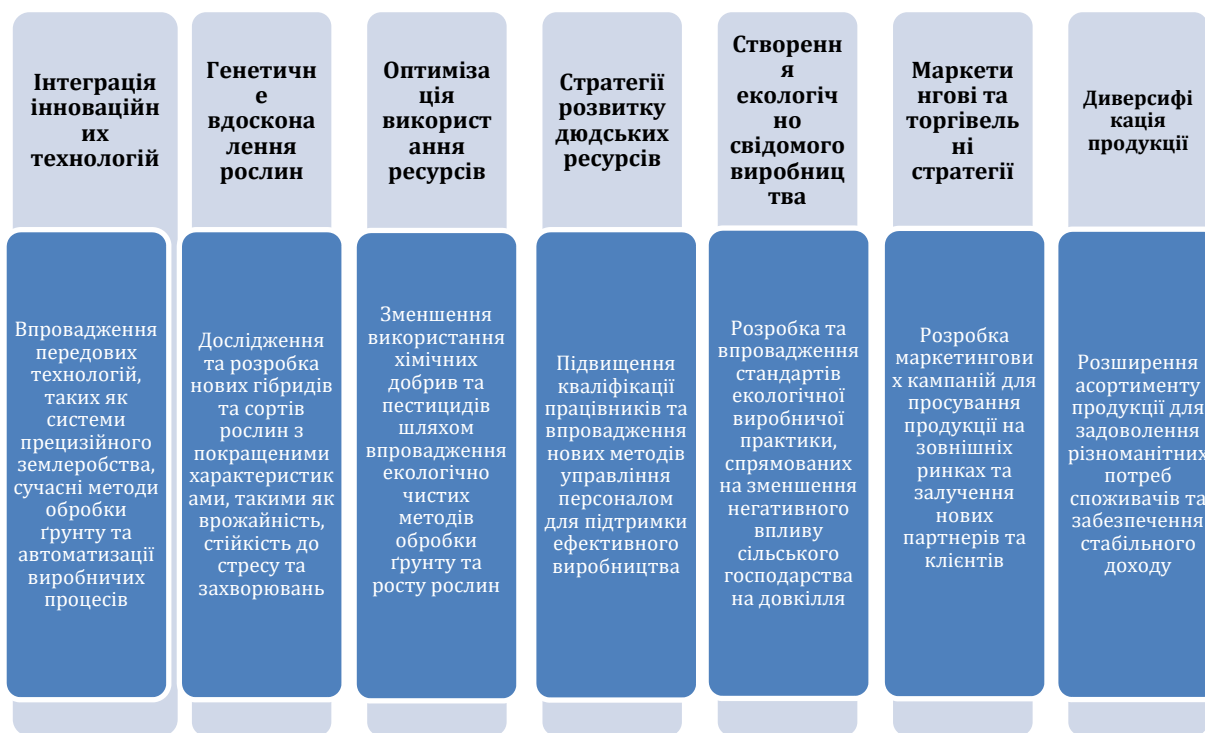 Інтеграція
інноваційн
их
технологій
Впровадження
передових
технологій,
таких як
системи
прецизійного
землеробства,
сучасні методи
обробки
ґрунту та
автоматизації
виробничих
процесів
Генетичн
е
вдоскона
лення
рослин
Дослідження
та розробка
нових гібридів
та сортів
рослин з
покращеними
характеристик
ами, такими як
врожайність,
стійкість до
стресу та
захворювань
Оптиміза
ція
використ
ання
ресурсів
Зменшення
використання
хімічних
добрив та
пестицидів
шляхом
впровадження
екологічно
чистих
методів
обробки
ґрунту та
росту рослин
Стратегії
розвитку
дюдських
ресурсів
Підвищення
кваліфікації
працівників та
впровадження
нових методів
управління
персоналом
для підтримки
ефективного
виробництва
Створенн
я
екологіч
но
свідомого
виробниц
тва
Розробка та
впровадження
стандартів
екологічної
виробничої
практики,
спрямованих
на зменшення
негативного
впливу
сільського
господарства
на довкілля
Маркети
нгові та
торгівель
ні
стратегії
Розробка
маркетингови
х кампаній для
просування
продукції на
зовнішніх
ринках та
залучення
нових
партнерів та
клієнтів
Диверсифі
кація
продукції
Розширення
асортименту
продукції для
задоволення
різноманітних
потреб
споживачів та
забезпечення
стабільного
доходу